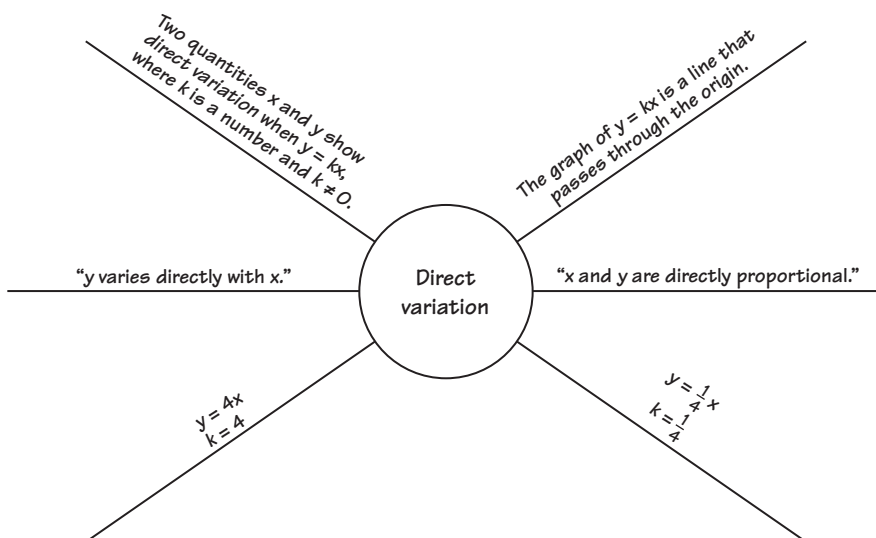 Two quantities x and y show
direct variation when y = kx,
where k is a number and k ≠ 0.
The graph of y = kx is a line that
passes through the origin.
“y varies directly with x.”
Direct
variation
“x and y are directly proportional.”
y = 4x
k = 4
y = 1/4 x
k = 1/4